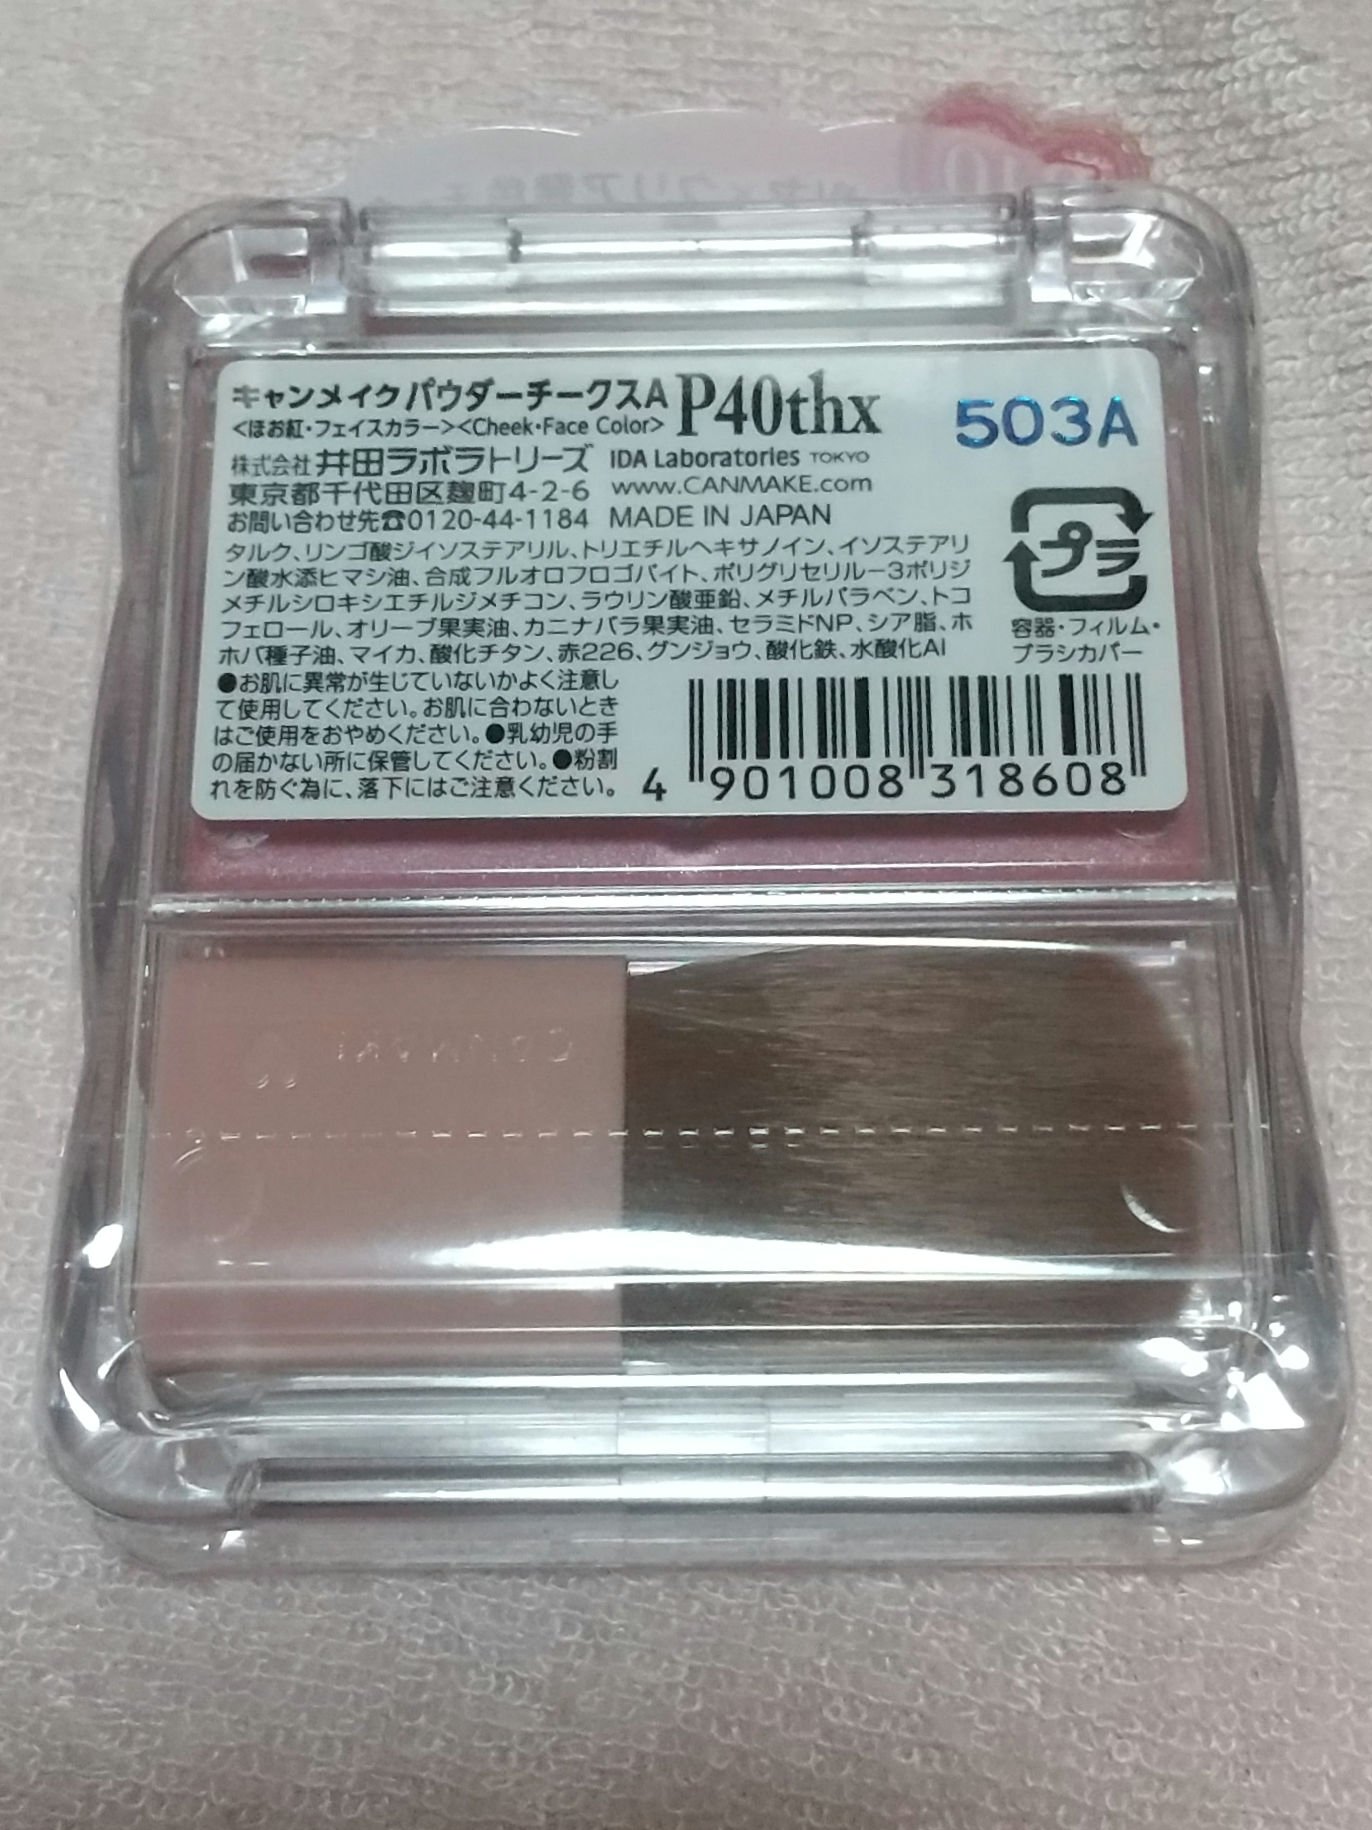 キャンメイク パウダーチークスA P40thx 503A
<ほお紅・フェイスカラー><Cheek・Face Color>
株式会社 井田ラボラトリーズ IDA Laboratories TOKYO
東京都千代田区麹町4-2-6 www.CANMAKE.com
お問い合わせ先☎0120-44-1184 MADE IN JAPAN
タルク、リンゴ酸ジイソステアリル、トリエチルヘキサノイン、イソステアリ
ン酸水添ヒマシ油、合成フルオロフロゴパイト、ポリグリセリル－3ポリジ
メチルシロキシエチルジメチコン、ラウリン酸亜鉛、メチルパラベン、トコ
フェロール、オリーブ果実油、カニナバラ果実油、セラミドNP、シア脂、ホ
ホバ種子油、マイカ、酸化チタン、赤226、グンジョウ、酸化鉄、水酸化Al
プラ
容器・フィルム・
ブラシカバー
●お肌に異常が生じていないかよく注意し
て使用してください。お肌に合わないとき
はご使用をおやめください。●乳幼児の手
の届かない所に保管してください。●粉割
れを防ぐ為に、落下にはご注意ください。
4 901008 318608